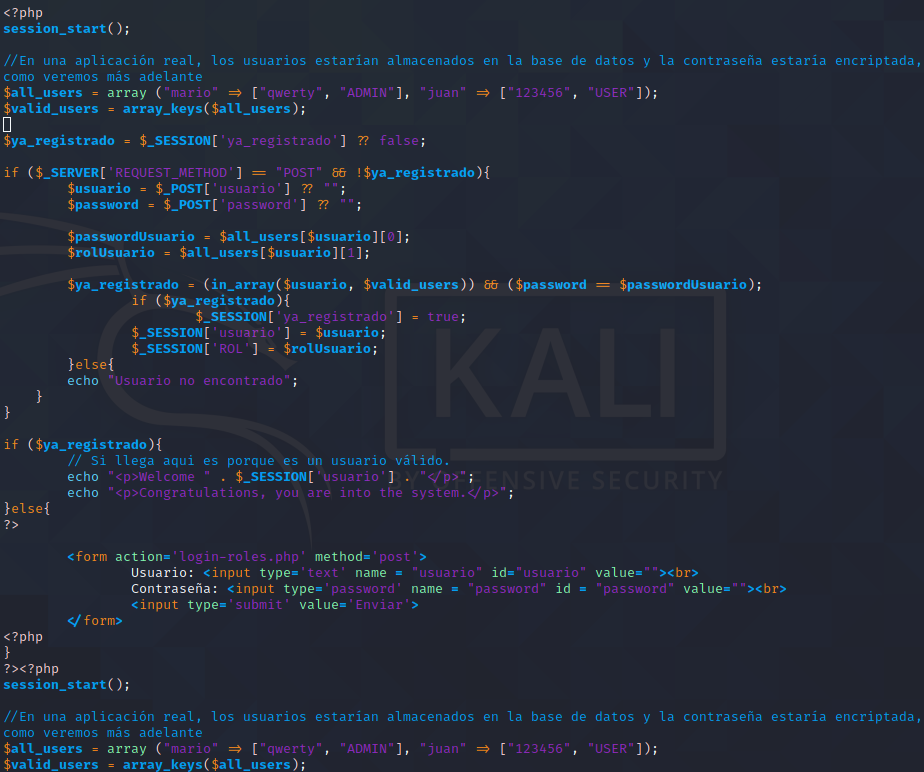 <?php
session_start();
//En una aplicación real, los usuarios estarían almacenados en la base de datos y la contraseña estaría encriptada,
como veremos más adelante
$all_users = array ("mario" => ["qwerty", "ADMIN"], "juan" => ["123456", "USER"]);
$valid_users = array_keys($all_users);
$ya_registrado = $_SESSION['ya_registrado'] ?? false;
if ($_SERVER['REQUEST_METHOD'] == "POST" && !$ya_registrado){
$usuario = $_POST['usuario'] ?? "";
$password = $_POST['password'] ?? "";
$passwordUsuario = $all_users[$usuario][0];
$rolUsuario = $all_users[$usuario][1];
$ya_registrado = (in_array($usuario, $valid_users)) && ($password == $passwordUsuario);
if ($ya_registrado){
$_SESSION['ya_registrado'] = true;
$_SESSION['usuario'] = $usuario;
$_SESSION['ROL'] = $rolUsuario;
}else{
echo "Usuario no encontrado";
}
}
if ($ya_registrado){
// Si llega aqui es porque es un usuario válido.
echo "<p>Welcome " . $_SESSION['usuario'] . "</p>";
echo "<p>Congratulations, you are into the system.</p>";
}else{
?>
<form action='login-roles.php' method='post'>
Usuario: <input type='text' name = "usuario" id="usuario" value=""><br>
Contraseña: <input type='password' name = "password" id = "password" value=""><br>
<input type='submit' value='Enviar'>
</form>
<?php
}
?><?php
session_start();
//En una aplicación real, los usuarios estarían almacenados en la base de datos y la contraseña estaría encriptada,
como veremos más adelante
$all_users = array ("mario" => ["qwerty", "ADMIN"], "juan" => ["123456", "USER"]);
$valid_users = array_keys($all_users);
KALI
BY OFFENSIVE SECURITY